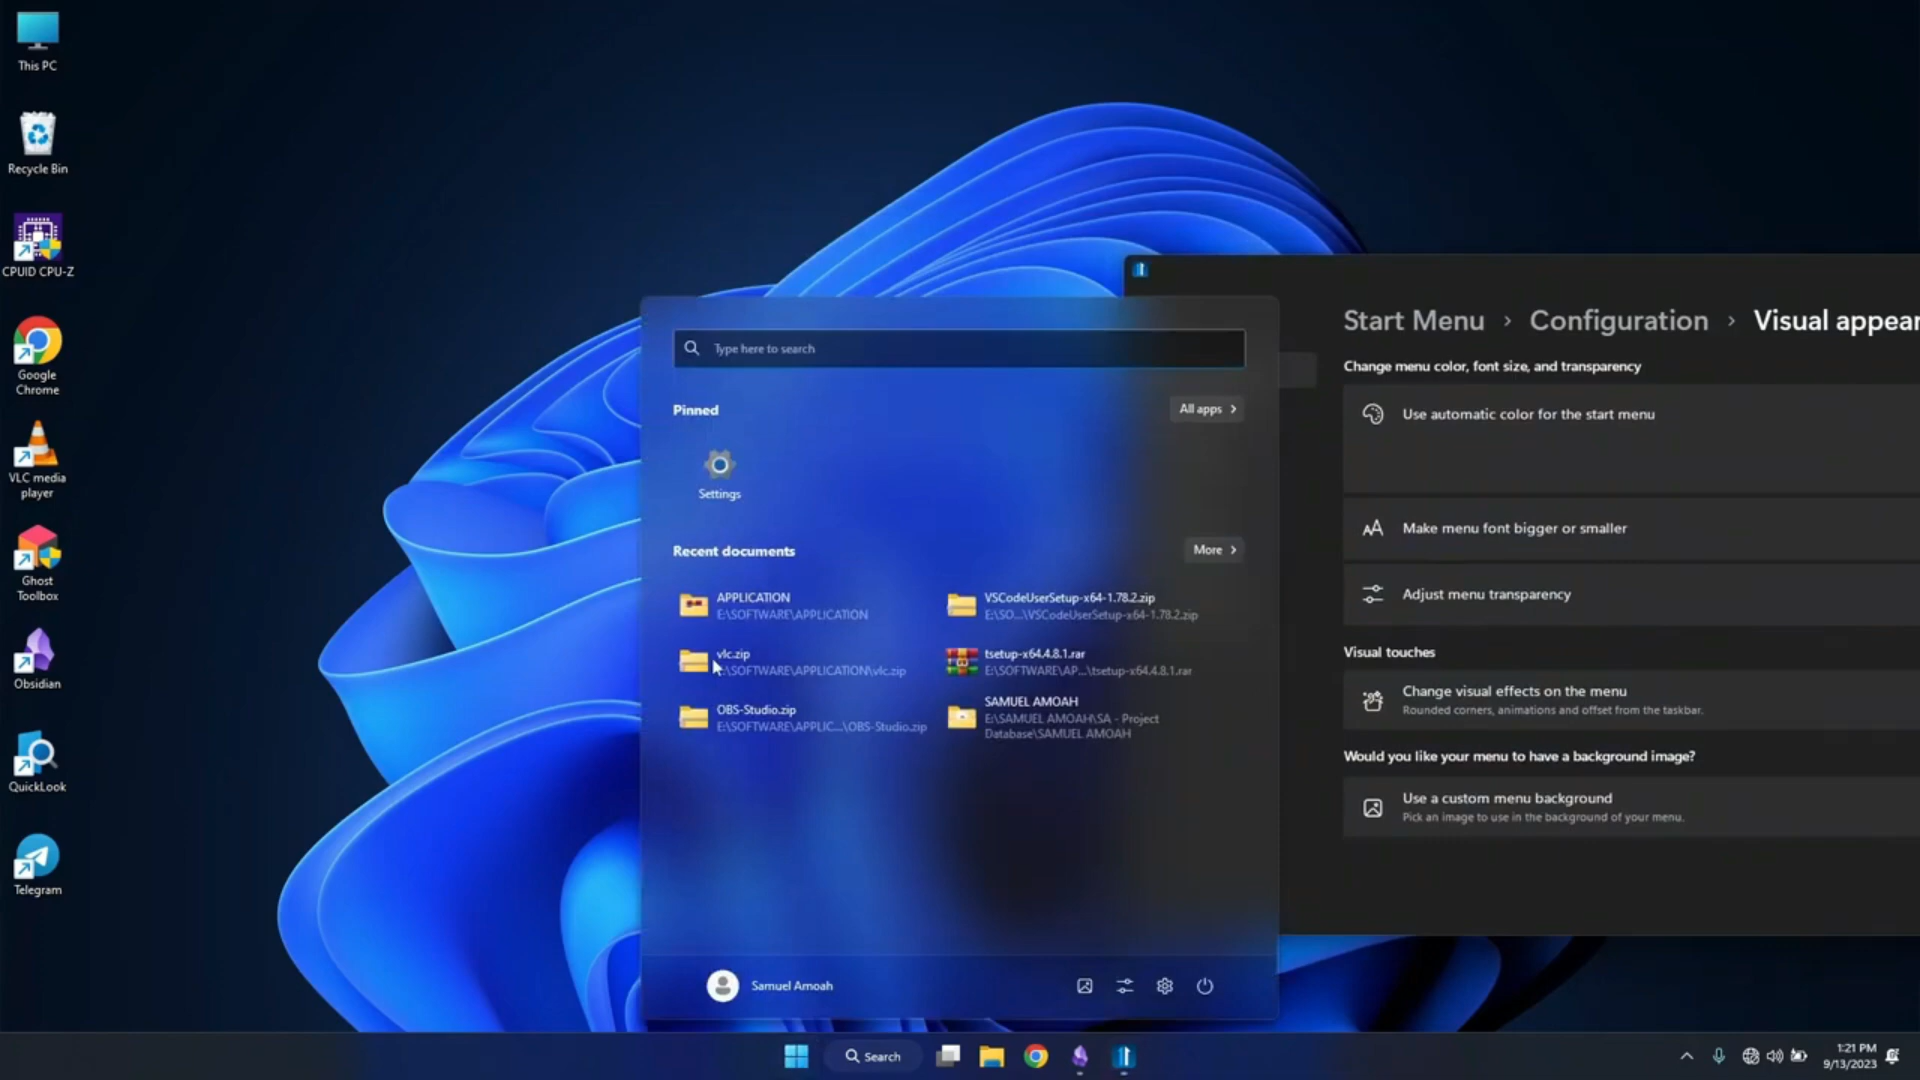 This PC
Recycle Bin
CPUID CPU-Z
Google
Chrome
VLC media
player
Ghost
Toolbox
Obsidian
QuickLook
Telegram
Type here to search
Pinned
All apps
Settings
Recent documents
More
APPLICATION
E:\SOFTWARE\APPLICATION
VSCodeUserSetup-x64-1.78.2.zip
E:\SO...\VSCodeUserSetup-x64-1.78.2.zip
vlc.zip
:\SOFTWARE\APPLICATION\vlc.zip
tsetup-x64.4.8.1.rar
E:\SOFTWARE\AP...\tsetup-x64.4.8.1.rar
OBS-Studio.zip
E:\SOFTWARE\APPLIC...\OBS-Studio.zip
SAMUEL AMOAH
E:\SAMUEL AMOAH\SA - Project
Database\SAMUEL AMOAH
Samuel Amoah
Start Menu › Configuration › Visual appear
Change menu color, font size, and transparency
Use automatic color for the start menu
AA Make menu font bigger or smaller
Adjust menu transparency
Visual touches
Change visual effects on the menu
Rounded corners, animations and offset from the taskbar.
Would you like your menu to have a background image?
Use a custom menu background
Pick an image to use in the background of your menu.
Search
1:21 PM
9/13/2023